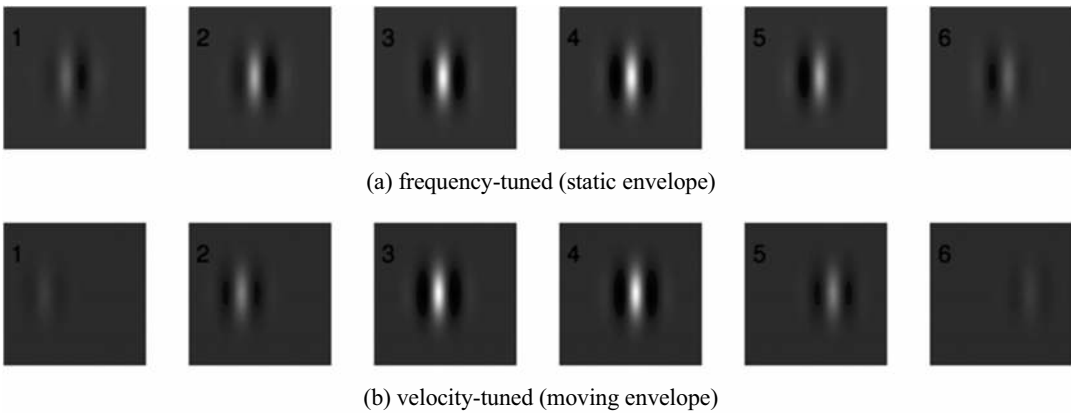 1 2 3 4 5 6
(a) frequency-tuned (static envelope)
1 2 3 4 5 6
(b) velocity-tuned (moving envelope)